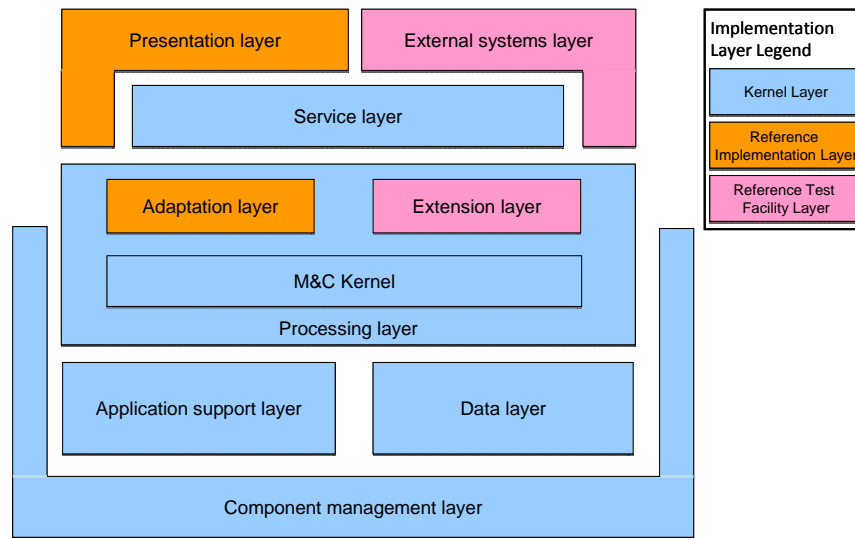 Presentation layer
External systems layer
Service layer
Adaptation layer
Extension layer
M&C Kernel
Processing layer
Application support layer
Data layer
Component management layer
Implementation
Layer Legend
Kernel Layer
Reference
Implementation Layer
Reference Test
Facility Layer